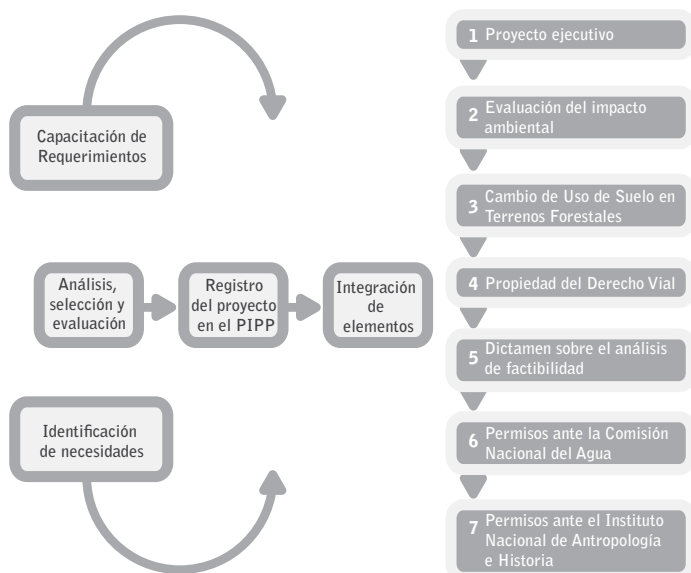 Capacitación de
Requerimientos
Análisis,
selección y
evaluación
Registro
del proyecto
en el PIPP
Integración
de
elementos
Identificación
de necesidades
1 Proyecto ejecutivo
2 Evaluación del impacto
ambiental
3 Cambio de Uso de Suelo en
Terrenos Forestales
4 Propiedad del Derecho Vial
5 Dictamen sobre el análisis
de factibilidad
6 Permisos ante la Comisión
Nacional del Agua
7 Permisos ante el Instituto
Nacional de Antropología
e Historia